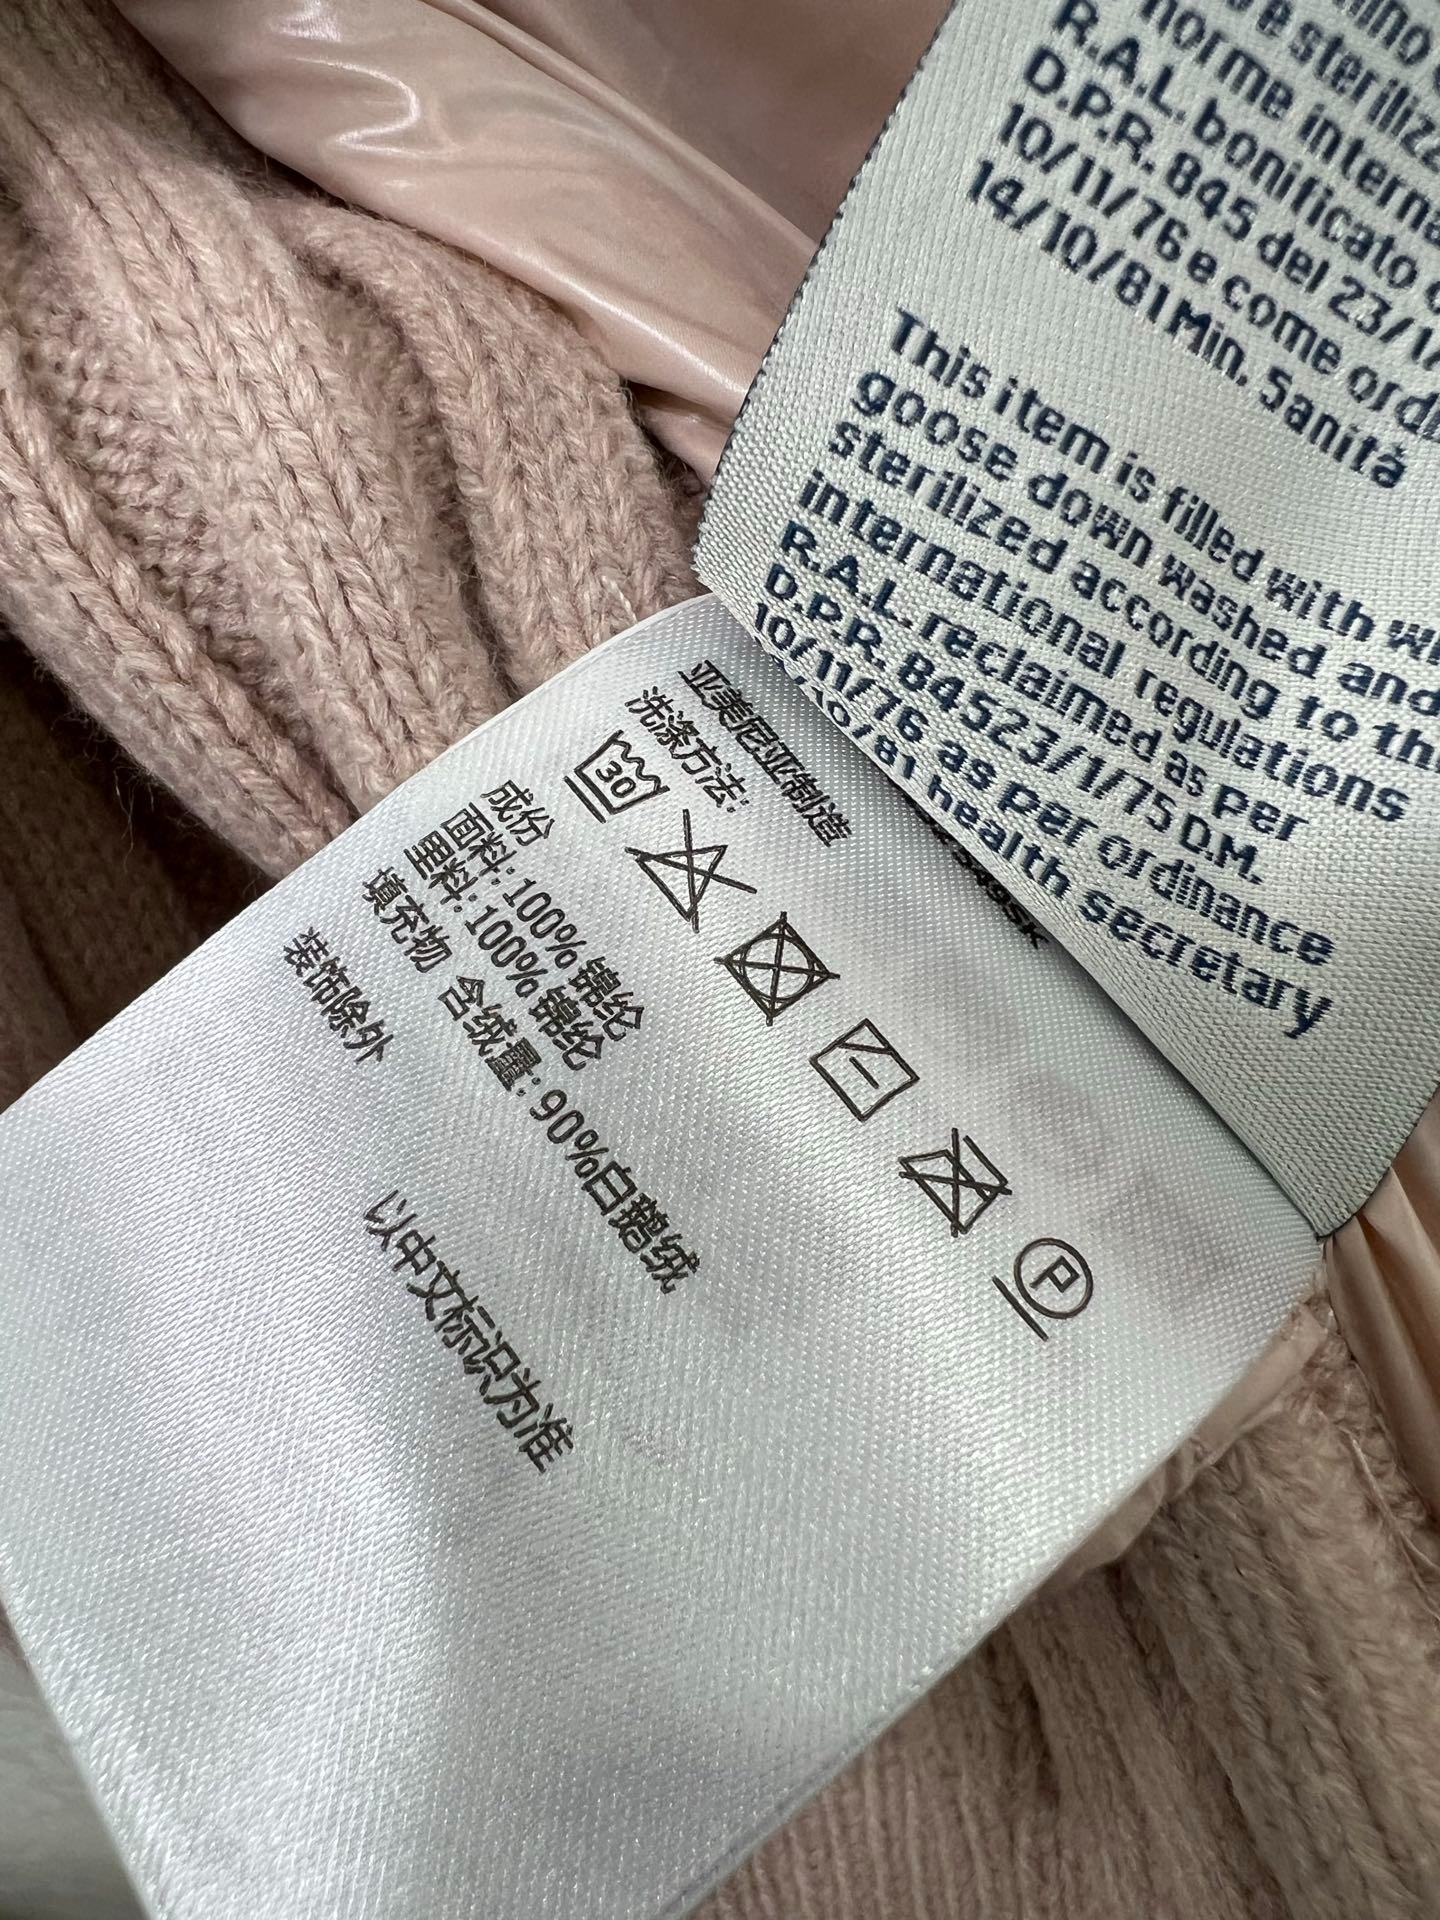 R.A.L. bonificato
D.P.R. 845 del 23/1/
10/11/76 e come
14/10/81 Min. Sanità
This item is filled with
goose down washed and
sterilized according to
international regulations
R.A.L. reclaimed as per
D.P.R. 84523/1/75 D.M.
10/11/76 as per ordinance
/10/81 health secretary
亚美尼亚制造
洗涤方法:
30
P
成份
面料:100% 锦纶
里料:100% 锦纶
填充物 含绒量:90%白鹅绒
装饰除外
以中文标识为准